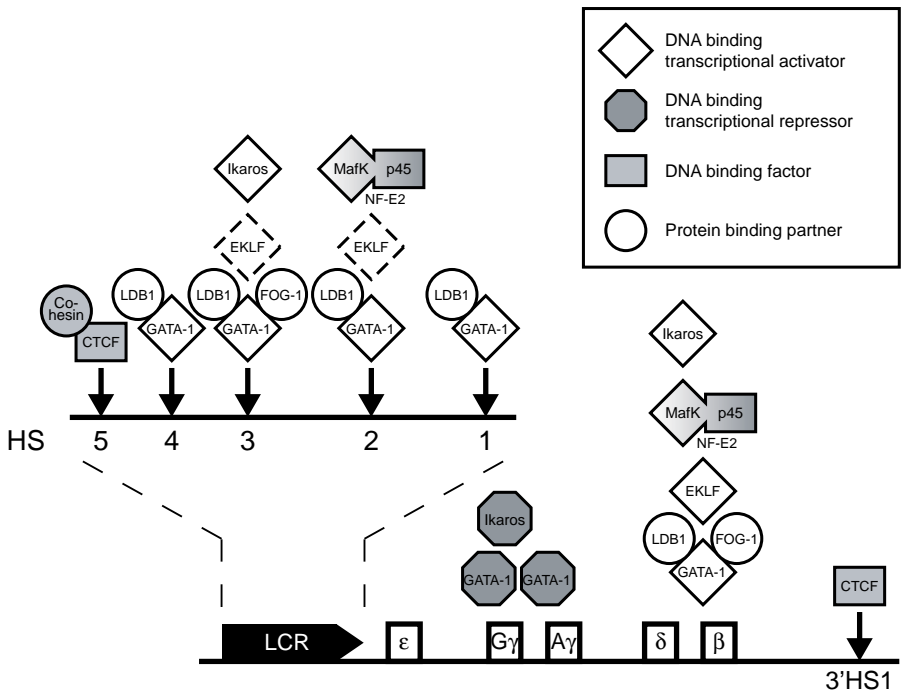 DNA binding
transcriptional activator
DNA binding
transcriptional repressor
DNA binding factor
Protein binding partner
Ikaros
MafK p45
NF-E2
EKLF
EKLF
Co-
hesin
CTCF
LDB1
GATA-1
LDB1
FOG-1
GATA-1
LDB1
GATA-1
LDB1
GATA-1
HS 5 4 3 2 1
Ikaros
MafK p45
NF-E2
EKLF
LDB1
FOG-1
GATA-1
Ikaros
GATA-1
GATA-1
CTCF
LCR
ε
Gγ
Aγ
δ
β
3'HS1